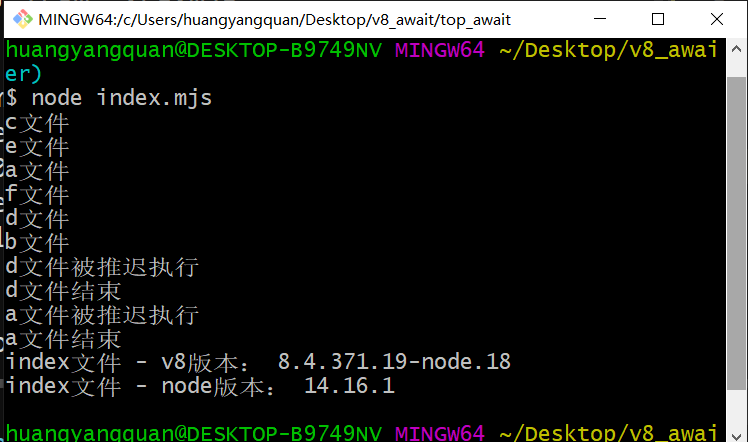 MINGW64:/c/Users/huangyangquan/Desktop/v8_await/top_await
huangyangquan@DESKTOP-B9749NV MINGW64 ~/Desktop/v8_awai
er)
$ node index.mjs
c文件
e文件
a文件
f文件
d文件
b文件
d文件被推迟执行
d文件结束
a文件被推迟执行
a文件结束
index文件 - v8版本： 8.4.371.19-node.18
index文件 - node版本： 14.16.1
huangyangquan@DESKTOP-B9749NV MINGW64 ~/Desktop/v8_awai